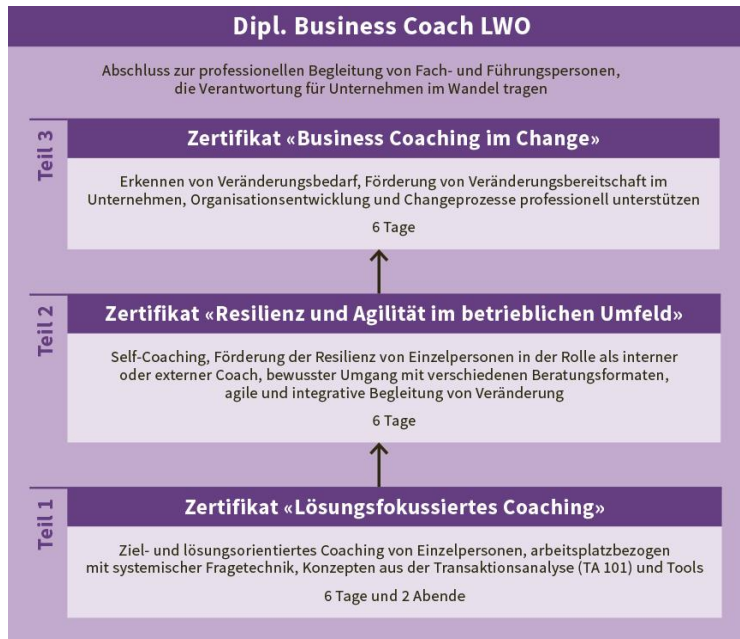 Dipl. Business Coach LWO
Abschluss zur professionellen Begleitung von Fach- und Führungspersonen,
die Verantwortung für Unternehmen im Wandel tragen
Teil 3
Zertifikat «Business Coaching im Change»
Erkennen von Veränderungsbedarf, Förderung von Veränderungsbereitschaft im
Unternehmen, Organisationsentwicklung und Changeprozesse professionell unterstützen
6 Tage
Teil 2
Zertifikat «Resilienz und Agilität im betrieblichen Umfeld»
Self-Coaching, Förderung der Resilienz von Einzelpersonen in der Rolle als interner
oder externer Coach, bewusster Umgang mit verschiedenen Beratungsformaten,
agile und integrative Begleitung von Veränderung
6 Tage
Teil 1
Zertifikat «Lösungsfokussiertes Coaching»
Ziel- und lösungsorientiertes Coaching von Einzelpersonen, arbeitsplatzbezogen
mit systemischer Fragetechnik, Konzepten aus der Transaktionsanalyse (TA 101) und Tools
6 Tage und 2 Abende